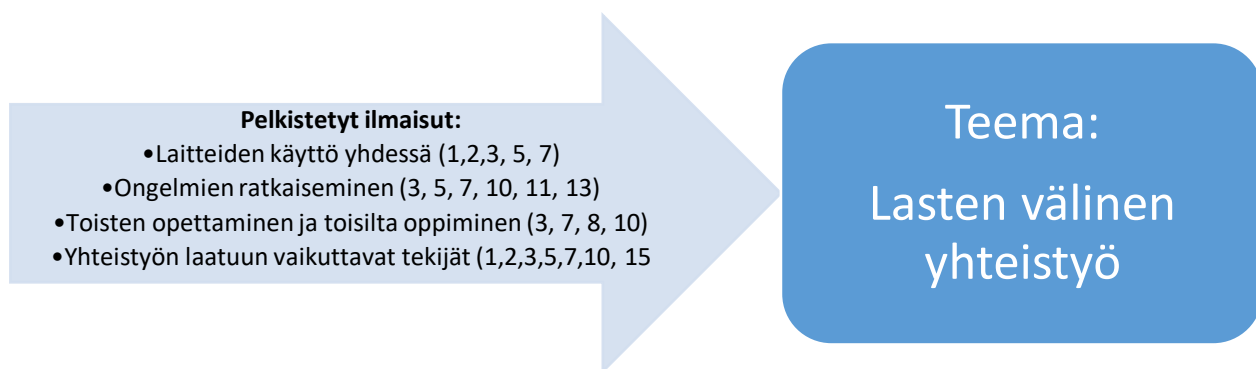 Pelkistetyt ilmaisut:
•Laitteiden käyttö yhdessä (1,2,3, 5, 7)
•Ongelmien ratkaiseminen (3, 5, 7, 10, 11, 13)
•Toisten opettaminen ja toisilta oppiminen (3, 7, 8, 10)
•Yhteistyön laatuun vaikuttavat tekijät (1,2,3,5,7,10, 15
Teema:
Lasten välinen
yhteistyö